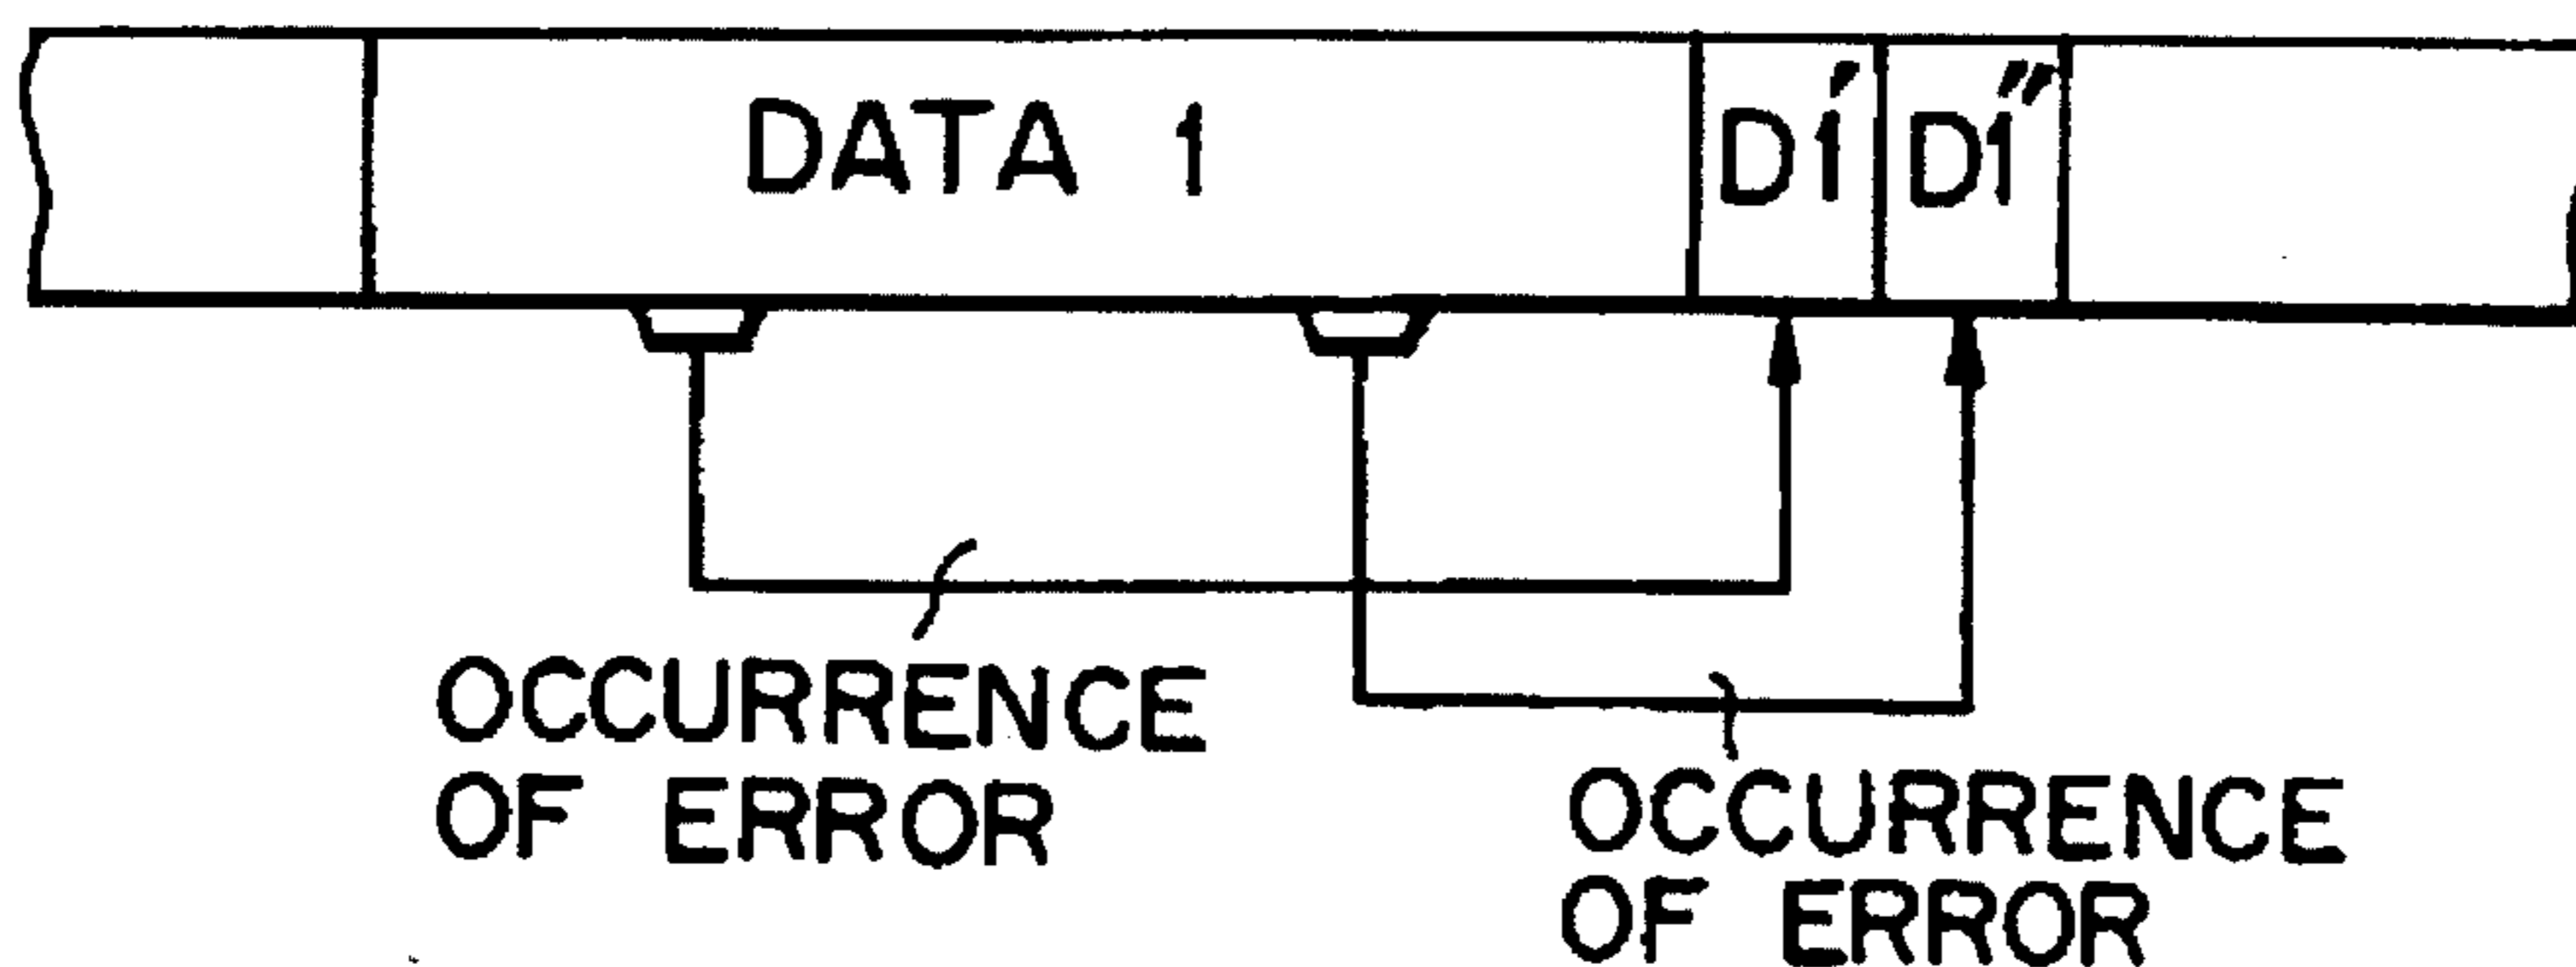 DATA 1 D1′ D1″
OCCURRENCE
OF ERROR
OCCURRENCE
OF ERROR